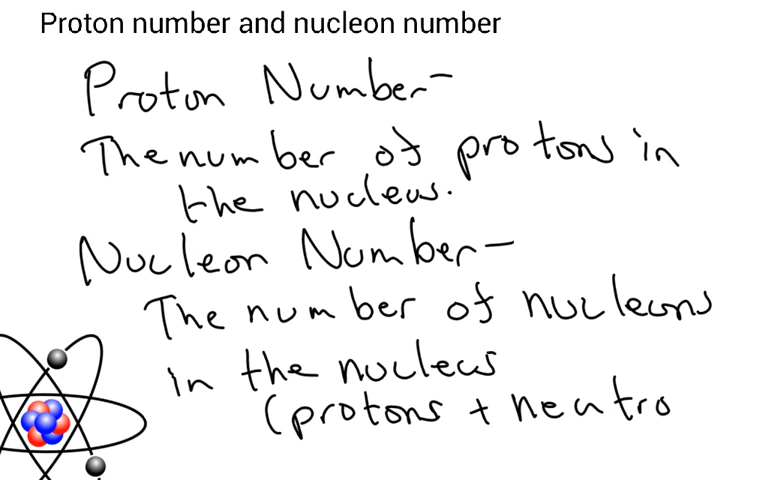 Proton number and nucleon number
Proton Number-
The number of protons in
the nucleus.
Nucleon Number-
The number of nucleons
in the nucleus
(protons + neutro